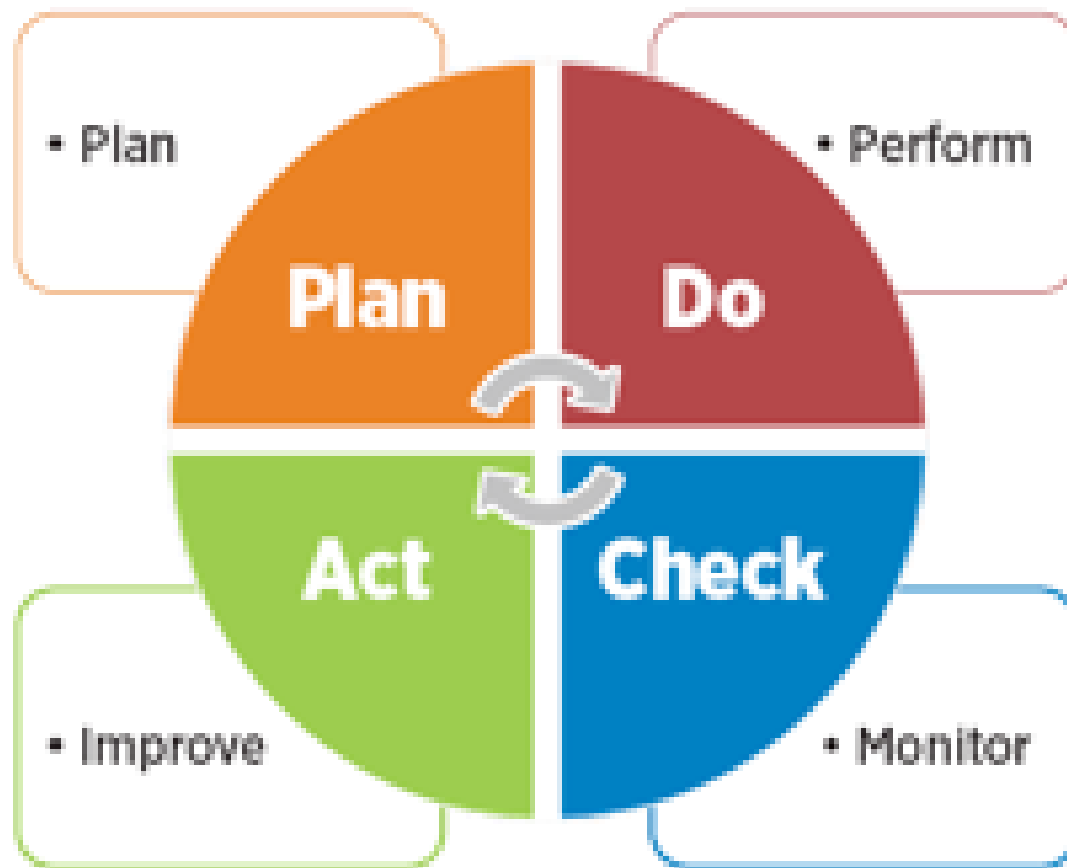 • Plan
• Perform
Plan
Do
Act
Check
• Improve
• Monitor